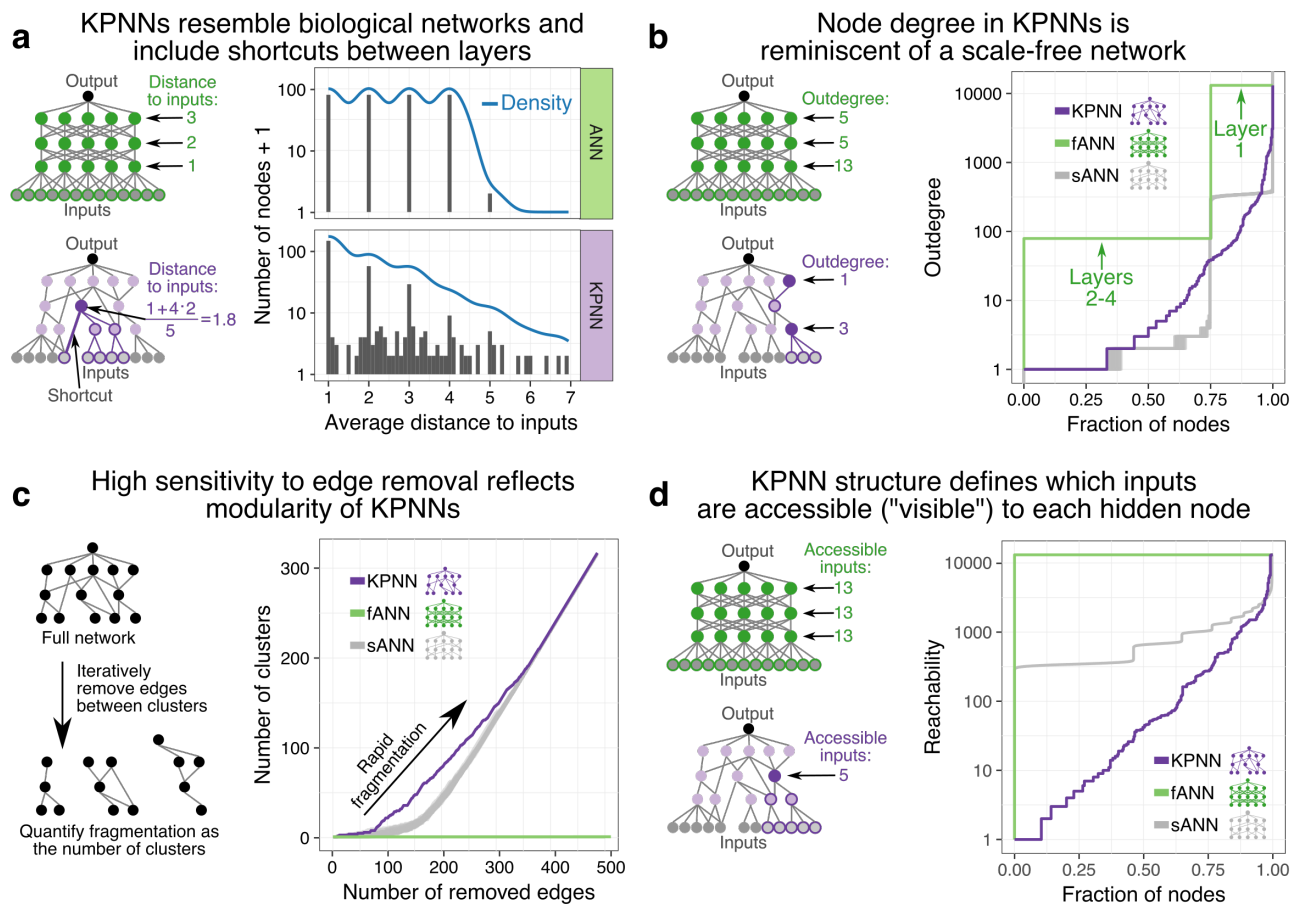 a
KPNNs resemble biological networks and
include shortcuts between layers
Output
Distance
to inputs:
3
2
1
Inputs
Output
Distance
to inputs:
1+4·2
5
=1.8
Inputs
Shortcut
Number of nodes + 1
100
10
1
Density
ANN
100
10
1
KPNN
1 2 3 4 5 6 7
Average distance to inputs
b
Node degree in KPNNs is
reminiscent of a scale-free network
Output
Outdegree:
5
5
13
Inputs
Output
Outdegree:
1
3
Inputs
Outdegree
10000
1000
100
10
1
KPNN
fANN
sANN
Layer
1
Layers
2-4
0.00 0.25 0.50 0.75 1.00
Fraction of nodes
c
High sensitivity to edge removal reflects
modularity of KPNNs
Full network
Iteratively
remove edges
between clusters
Quantify fragmentation as
the number of clusters
Number of clusters
300
200
100
0
KPNN
fANN
sANN
Rapid
fragmentation
0 100 200 300 400 500
Number of removed edges
d
KPNN structure defines which inputs
are accessible ("visible") to each hidden node
Output
Accessible
inputs:
13
13
13
Inputs
Output
Accessible
inputs:
5
Inputs
Reachability
10000
1000
100
10
1
KPNN
fANN
sANN
0.00 0.25 0.50 0.75 1.00
Fraction of nodes